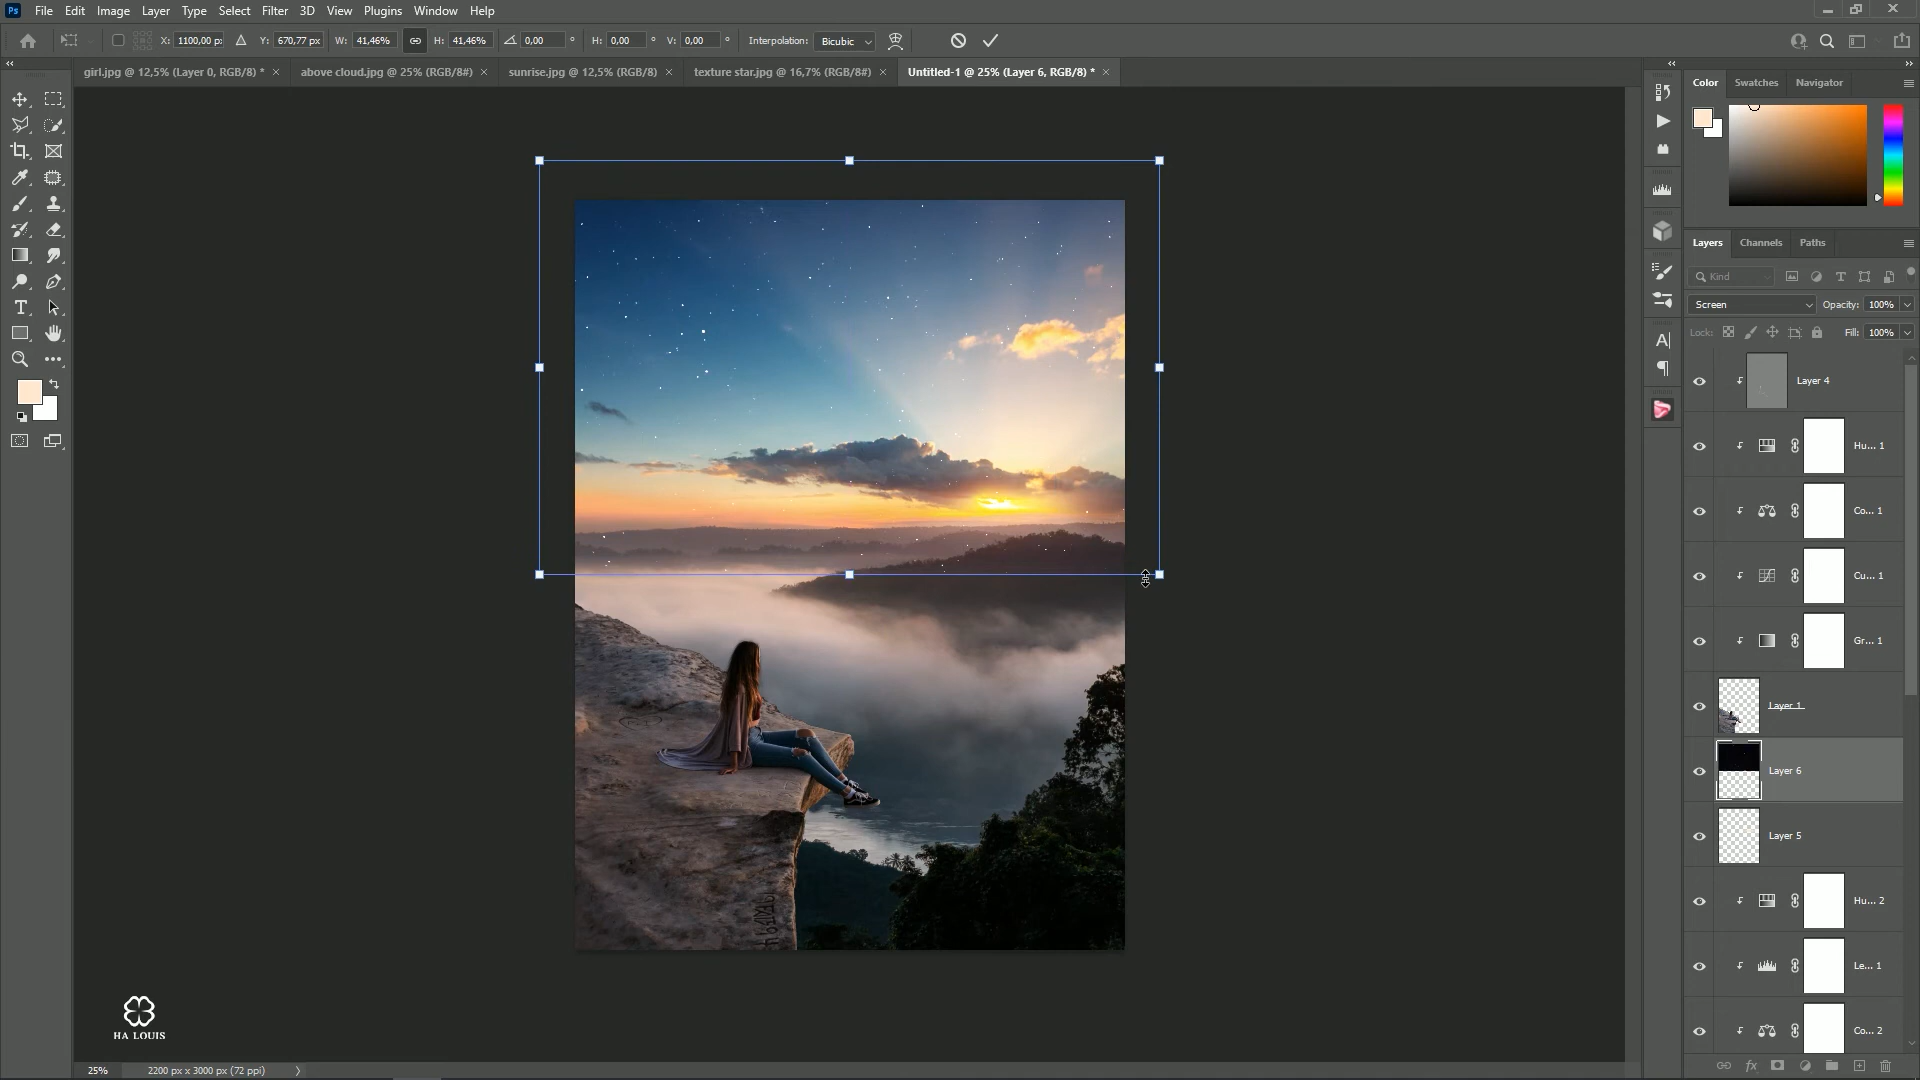 Ps File Edit Image Layer Type Select Filter 3D View Plugins Window Help
X: 1100,00 px Y: 670,77 px W: 41,46% H: 41,46% 0,00 ° H: 0,00 ° V: 0,00 ° Interpolation: Bicubic
girl.jpg @ 12,5% (Layer 0, RGB/8) * × above cloud.jpg @ 25% (RGB/8#) × sunrise.jpg @ 12,5% (RGB/8) × texture star.jpg @ 16,7% (RGB/8#) × Untitled-1 @ 25% (Layer 6, RGB/8) * ×
Color Swatches Navigator
Layers Channels Paths
Kind
Screen Opacity: 100%
Lock: Fill: 100%
Layer 4
Hu... 1
Co... 1
Cu... 1
Gr... 1
Layer 1
Layer 6
Layer 5
Hu... 2
Le... 1
Co... 2
HA LOUIS
25% 2200 px x 3000 px (72 ppi)